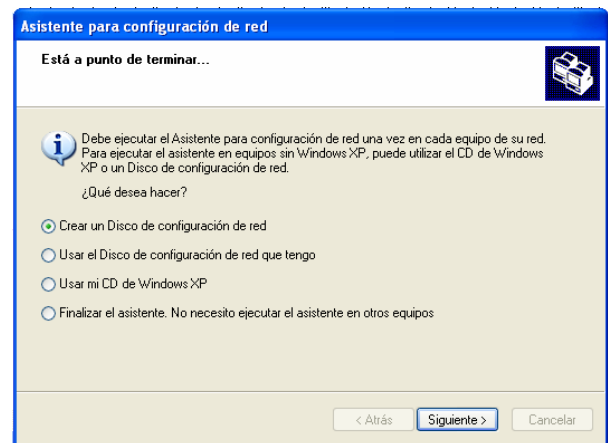 Asistente para configuración de red
Está a punto de terminar...
Debe ejecutar el Asistente para configuración de red una vez en cada equipo de su red.
Para ejecutar el asistente en equipos sin Windows XP, puede utilizar el CD de Windows
XP o un Disco de configuración de red.
¿Qué desea hacer?
Crear un Disco de configuración de red
Usar el Disco de configuración de red que tengo
Usar mi CD de Windows XP
Finalizar el asistente. No necesito ejecutar el asistente en otros equipos
< Atrás Siguiente > Cancelar